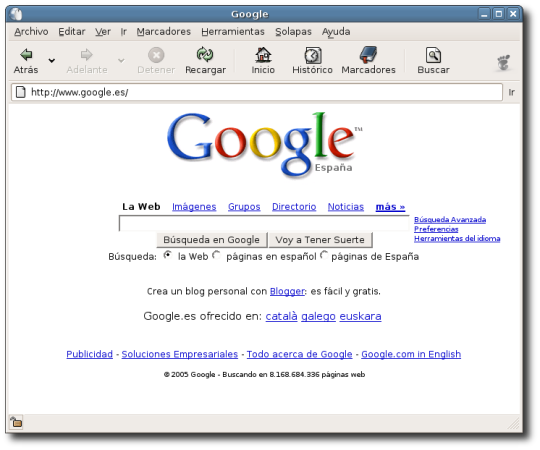 Google
Archivo Editar Ver Ir Marcadores Herramientas Solapas Ayuda
Atrás Adelante Detener Recargar Inicio Histórico Marcadores Buscar
http://www.google.es/ Ir
Google™
España
La Web Imágenes Grupos Directorio Noticias más »
Búsqueda Avanzada
Preferencias
Herramientas del idioma
Búsqueda en Google Voy a Tener Suerte
Búsqueda: la Web páginas en español páginas de España
Crea un blog personal con Blogger: es fácil y gratis.
Google.es ofrecido en: català galego euskara
Publicidad - Soluciones Empresariales - Todo acerca de Google - Google.com in English
© 2005 Google - Buscando en 8.168.684.336 páginas web